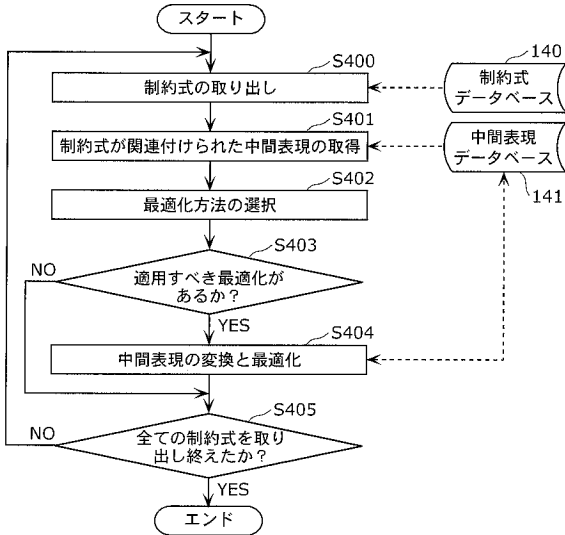 スタート
S400
制約式の取り出し
140
制約式
データベース
S401
制約式が関連付けられた中間表現の取得
中間表現
データベース
141
S402
最適化方法の選択
S403
NO
適用すべき最適化が
あるか？
YES
S404
中間表現の変換と最適化
S405
NO
全ての制約式を取り
出し終えたか？
YES
エンド